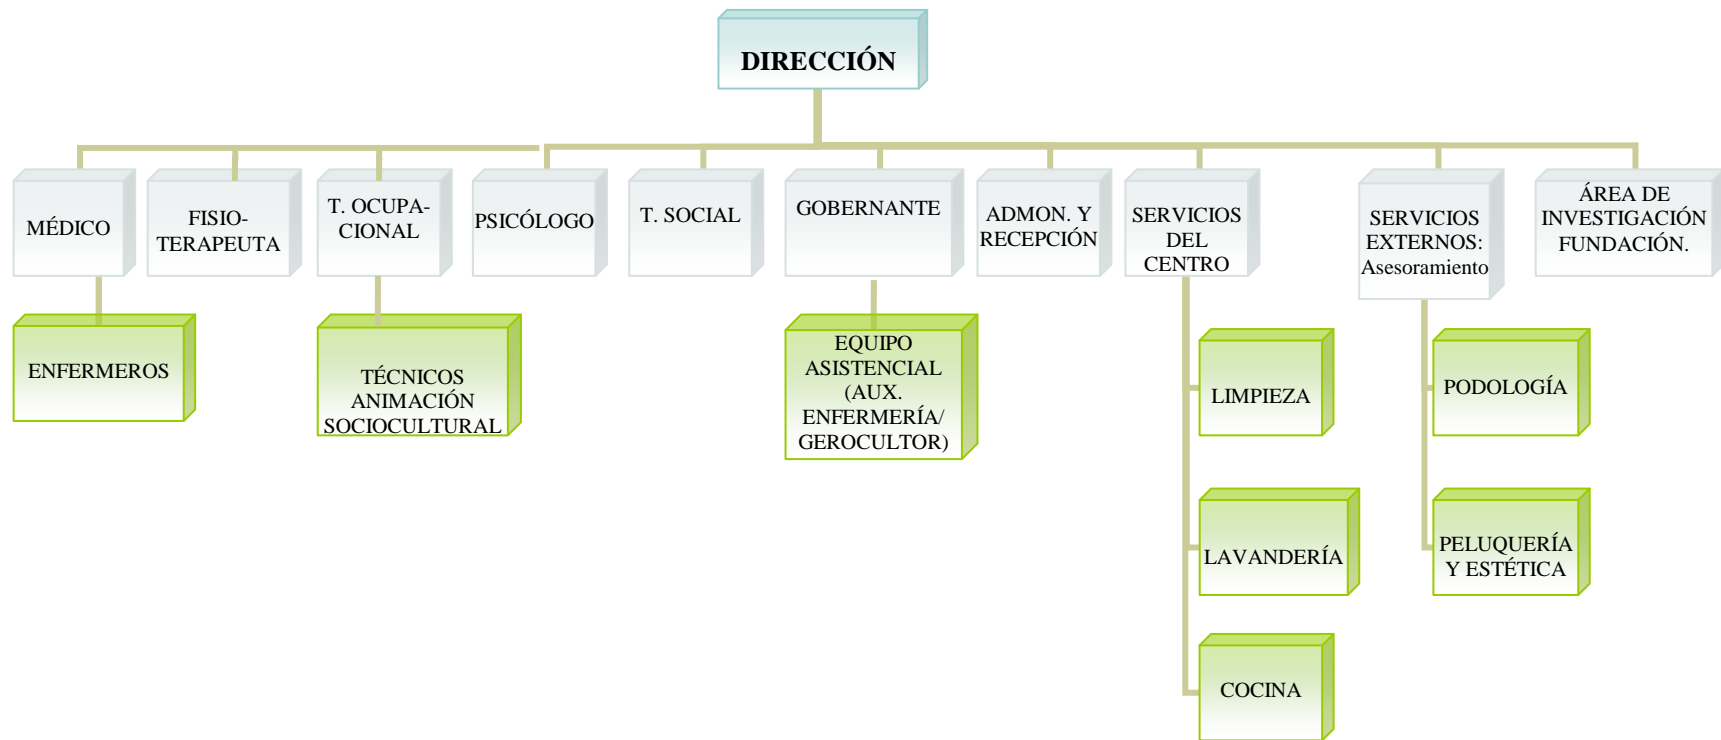 DIRECCIÓN
MÉDICO
FISIO-
TERAPEUTA
T. OCUPA-
CIONAL
PSICÓLOGO
T. SOCIAL
GOBERNANTE
ADMON. Y
RECEPCIÓN
SERVICIOS
DEL
CENTRO
SERVICIOS
EXTERNOS:
Asesoramiento
ÁREA DE
INVESTIGACIÓN
FUNDACIÓN.
ENFERMEROS
TÉCNICOS
ANIMACIÓN
SOCIOCULTURAL
EQUIPO
ASISTENCIAL
(AUX.
ENFERMERÍA/
GEROCULTOR)
LIMPIEZA
PODOLOGÍA
LAVANDERÍA
PELUQUERÍA
Y ESTÉTICA
COCINA